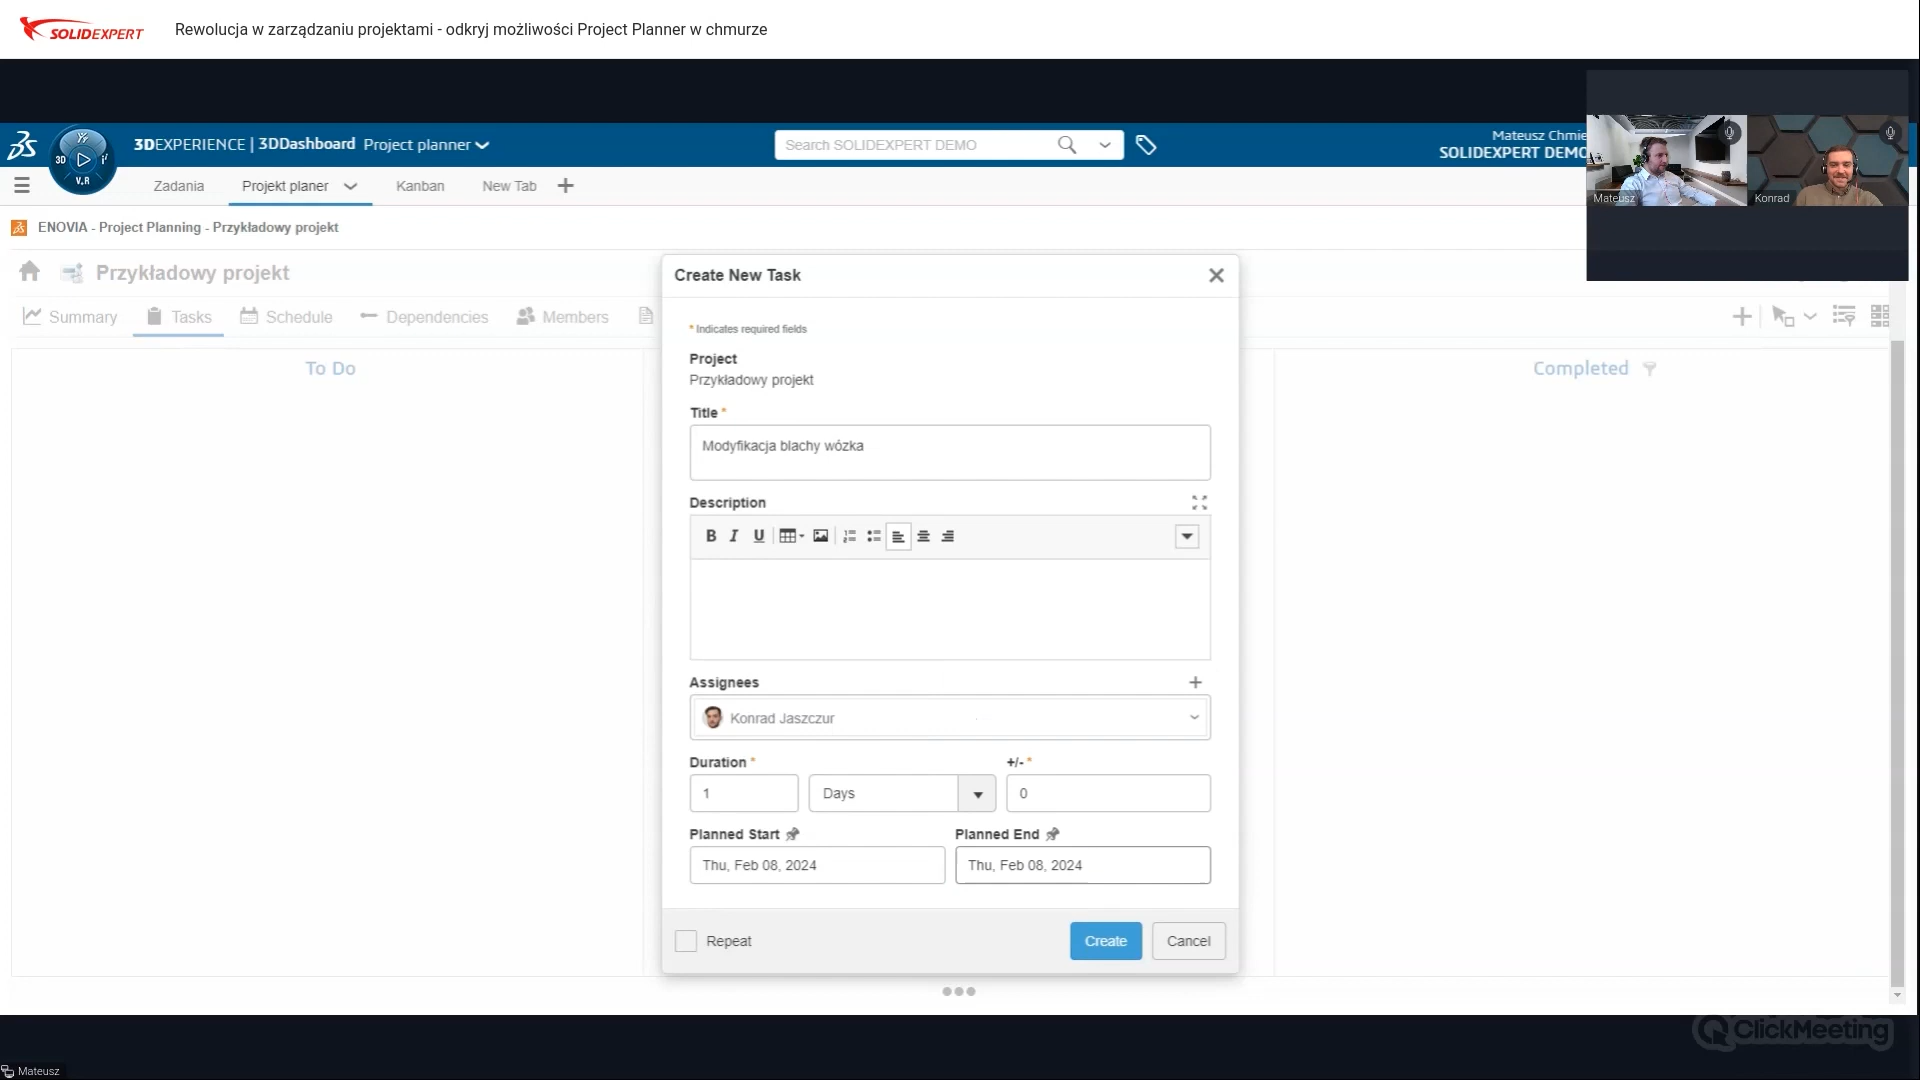 SOLIDEXPERT
Rewolucja w zarządzaniu projektami - odkryj możliwości Project Planner w chmurze
3DEXPERIENCE | 3DDashboard Project planner
3D
V.R
Search SOLIDEXPERT DEMO
Mateusz Chmie
SOLIDEXPERT DEMO
Mateusz
Konrad
Zadania
Projekt planer
Kanban
New Tab
ENOVIA - Project Planning - Przykładowy projekt
Przykładowy projekt
Summary
Tasks
Schedule
Dependencies
Members
To Do
Completed
Create New Task
* Indicates required fields
Project
Przykładowy projekt
Title *
Modyfikacja blachy wózka
Description
B I U
Assignees
Konrad Jaszczur
Duration *
+/- *
1
Days
0
Planned Start
Planned End
Thu, Feb 08, 2024
Thu, Feb 08, 2024
Repeat
Create
Cancel
ClickMeeting
Mateusz